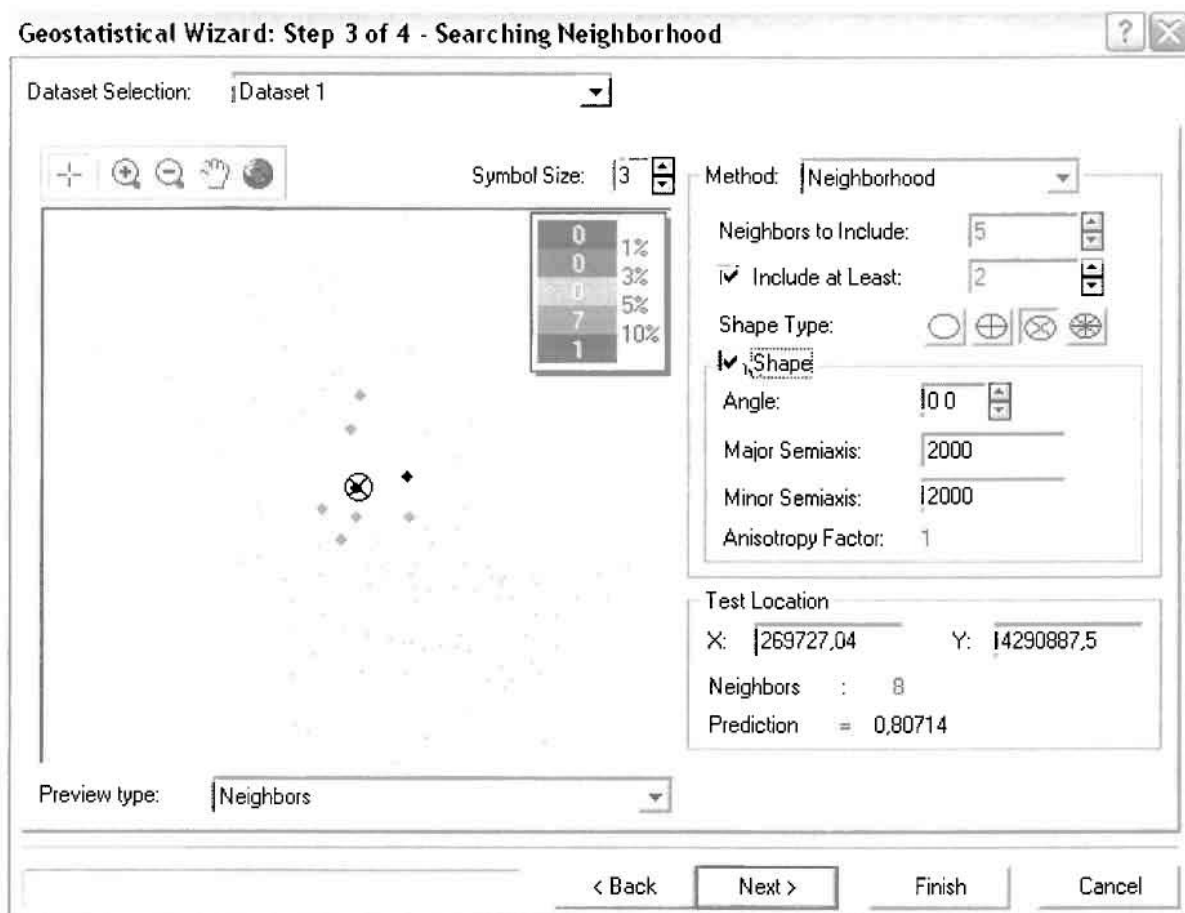 Geostatistical Wizard: Step 3 of 4 - Searching Neighborhood
Dataset Selection: Dataset 1
Symbol Size: 3
0
0
0
7
1
1%
3%
5%
10%
Method: Neighborhood
Neighbors to Include: 5
Include at Least: 2
Shape Type:
Shape
Angle: 0 0
Major Semiaxis: 2000
Minor Semiaxis: 2000
Anisotropy Factor: 1
Test Location
X: 269727,04 Y: 4290887,5
Neighbors : 8
Prediction = 0,80714
Preview type: Neighbors
< Back Next > Finish Cancel